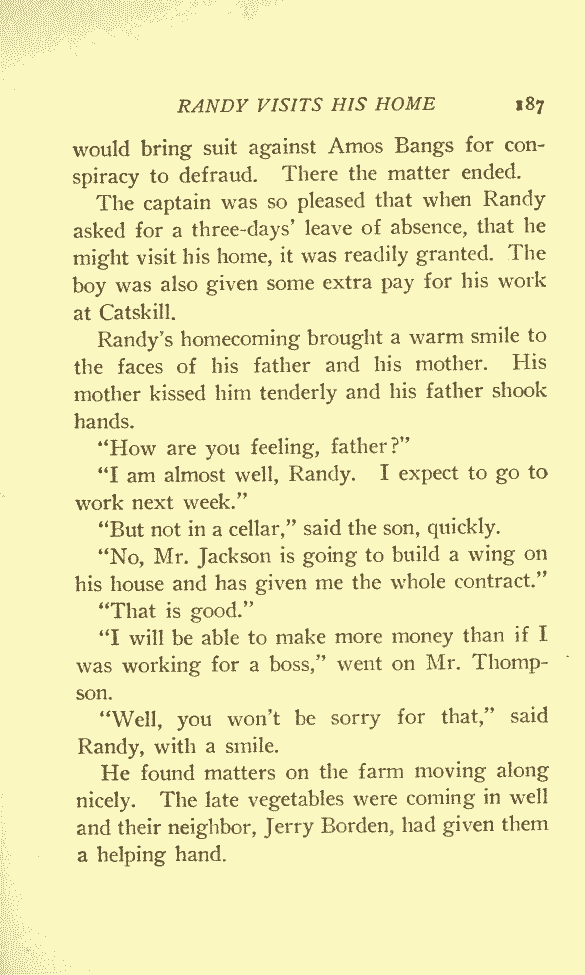 RANDY VISITS HIS HOME 187
would bring suit against Amos Bangs for con-
spiracy to defraud. There the matter ended.
The captain was so pleased that when Randy
asked for a three-days' leave of absence, that he
might visit his home, it was readily granted. The
boy was also given some extra pay for his work
at Catskill.
Randy's homecoming brought a warm smile to
the faces of his father and his mother. His
mother kissed him tenderly and his father shook
hands.
"How are you feeling, father?"
"I am almost well, Randy. I expect to go to
work next week."
"But not in a cellar," said the son, quickly.
"No, Mr. Jackson is going to build a wing on
his house and has given me the whole contract."
"That is good."
"I will be able to make more money than if I
was working for a boss," went on Mr. Thomp-
son.
"Well, you won't be sorry for that," said
Randy, with a smile.
He found matters on the farm moving along
nicely. The late vegetables were coming in well
and their neighbor, Jerry Borden, had given them
a helping hand.